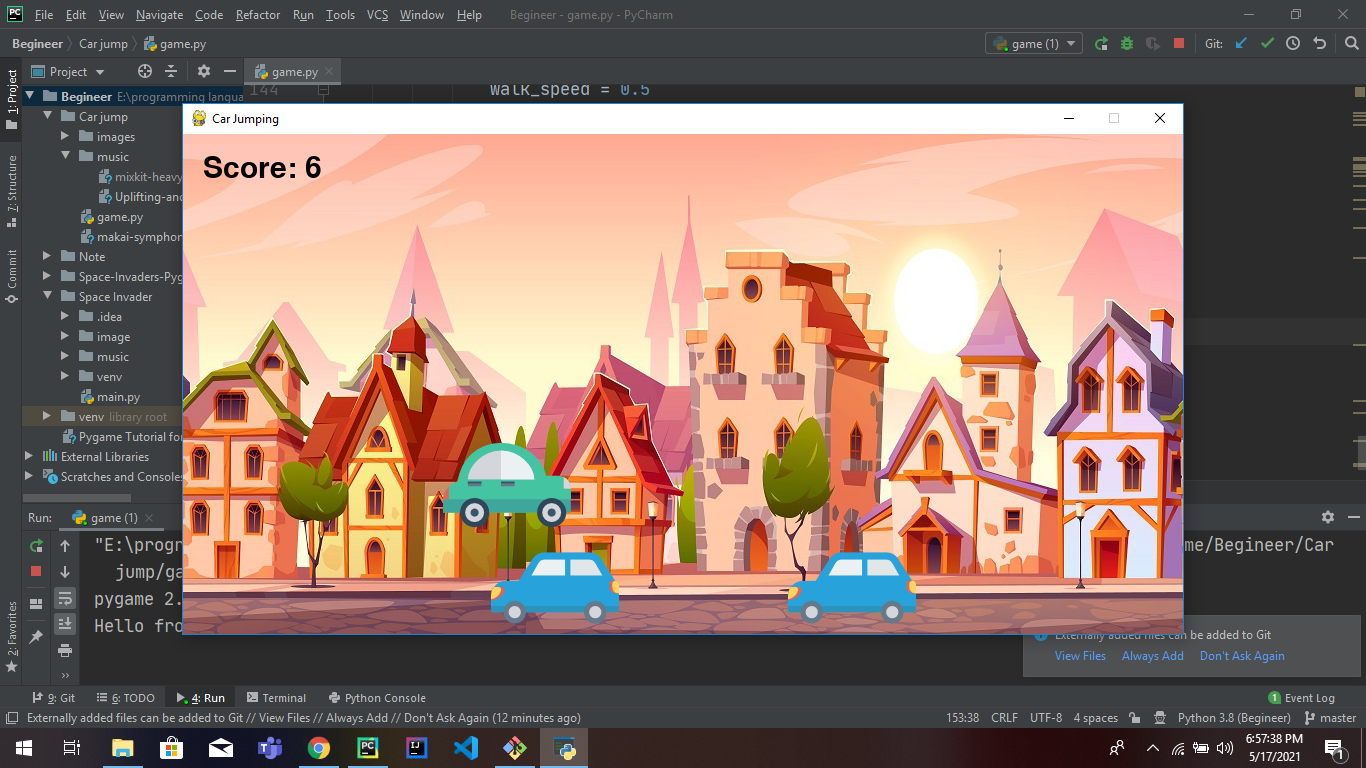 PC File Edit View Navigate Code Refactor Run Tools VCS Window Help Begineer - game.py - PyCharm
Begineer Car jump game.py game (1) Git:
1: Project
Project game.py
144 walk_speed = 0.5
Begineer E:\programming langua
Car jump
images
music
mixkit-heavy
Uplifting-and
game.py
makai-symphor
Note
Space-Invaders-Pyg
Space Invader
.idea
image
music
venv
main.py
venv library root
Pygame Tutorial for
External Libraries
Scratches and Consoles
7: Structure
Commit
2: Favorites
Car Jumping
Score: 6
Run: game (1)
"E:\progr me/Begineer/Car
jump/ga
pygame 2.
Hello fro
Externally added files can be added to Git
View Files Always Add Don't Ask Again
9: Git 6: TODO 4: Run Terminal Python Console 1 Event Log
Externally added files can be added to Git // View Files // Always Add // Don't Ask Again (12 minutes ago) 153:38 CRLF UTF-8 4 spaces Python 3.8 (Begineer) master
6:57:38 PM
5/17/2021
1